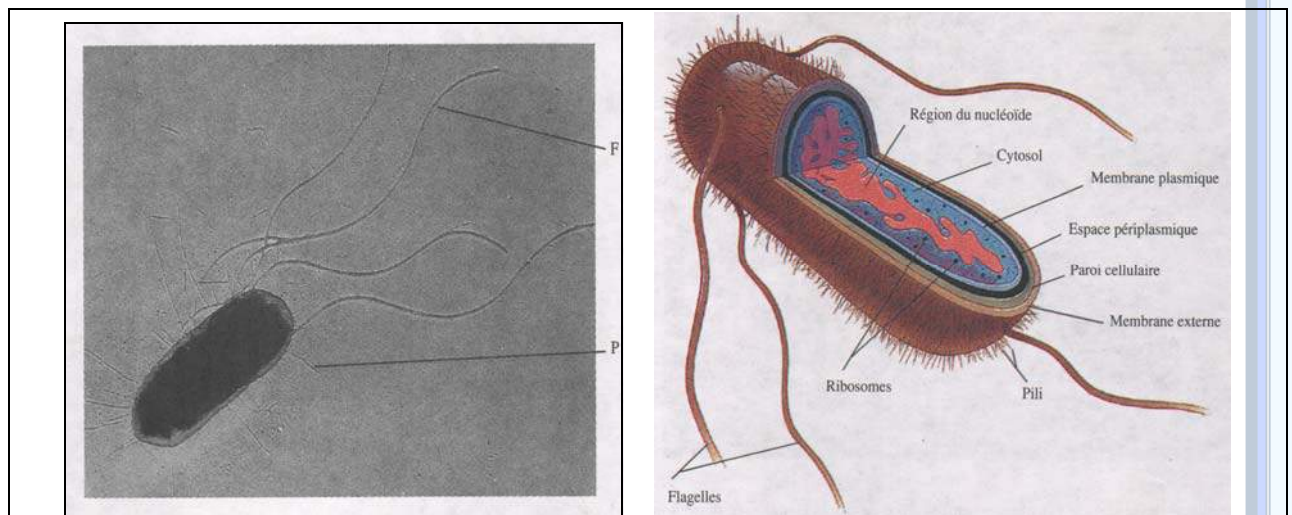 F
P
Région du nucléoïde
Cytosol
Membrane plasmique
Espace périplasmique
Paroi cellulaire
Membrane externe
Ribosomes
Pili
Flagelles